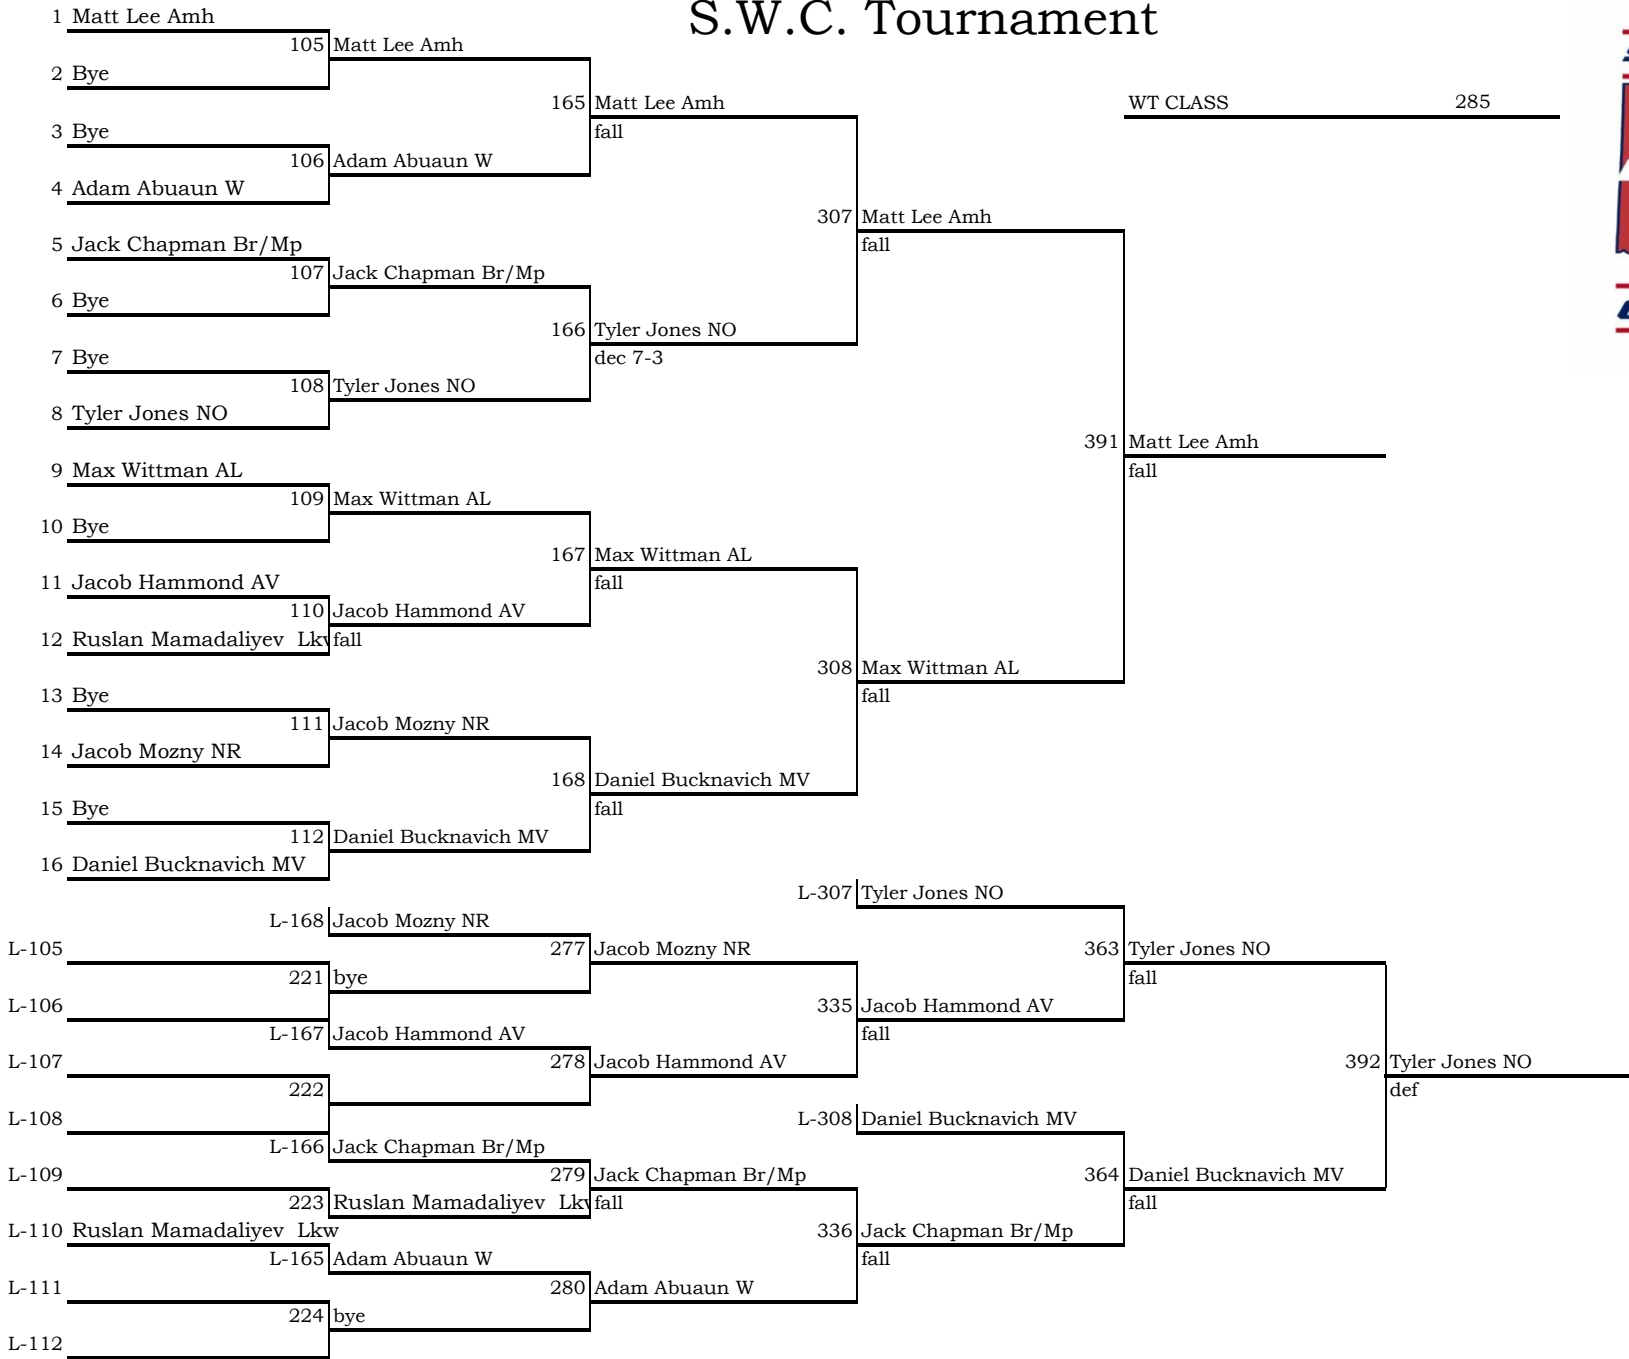 S.W.C. Tournament
1 Matt Lee Amh
105 Matt Lee Amh
2 Bye
165 Matt Lee Amh
WT CLASS 285
3 Bye
fall
106 Adam Abuaun W
4 Adam Abuaun W
307 Matt Lee Amh
5 Jack Chapman Br/Mp
fall
107 Jack Chapman Br/Mp
6 Bye
166 Tyler Jones NO
7 Bye
dec 7-3
108 Tyler Jones NO
8 Tyler Jones NO
391 Matt Lee Amh
9 Max Wittman AL
fall
109 Max Wittman AL
10 Bye
167 Max Wittman AL
11 Jacob Hammond AV
fall
110 Jacob Hammond AV
12 Ruslan Mamadaliyev Lkw
fall
308 Max Wittman AL
13 Bye
fall
111 Jacob Mozny NR
14 Jacob Mozny NR
168 Daniel Bucknavich MV
15 Bye
fall
112 Daniel Bucknavich MV
16 Daniel Bucknavich MV
L-307 Tyler Jones NO
L-168 Jacob Mozny NR
L-105
277 Jacob Mozny NR
363 Tyler Jones NO
221 bye
fall
L-106
335 Jacob Hammond AV
L-167 Jacob Hammond AV
fall
L-107
278 Jacob Hammond AV
392 Tyler Jones NO
222
def
L-108
L-308 Daniel Bucknavich MV
L-166 Jack Chapman Br/Mp
L-109
279 Jack Chapman Br/Mp
364 Daniel Bucknavich MV
223 Ruslan Mamadaliyev Lkw
fall
fall
L-110 Ruslan Mamadaliyev Lkw
336 Jack Chapman Br/Mp
L-165 Adam Abuaun W
fall
L-111
280 Adam Abuaun W
224 bye
L-112